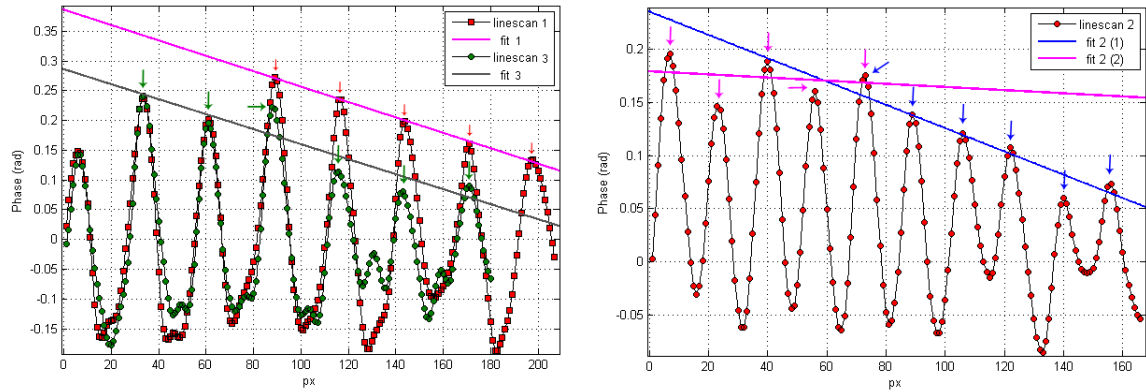 linescan 1
fit 1
linescan 3
fit 3
0.35
0.3
0.25
0.2
0.15
0.1
0.05
0
-0.05
-0.1
-0.15
Phase (rad)
0 20 40 60 80 100 120 140 160 180 200
px
linescan 2
fit 2 (1)
fit 2 (2)
0.2
0.15
0.1
0.05
0
-0.05
Phase (rad)
0 20 40 60 80 100 120 140 160
px